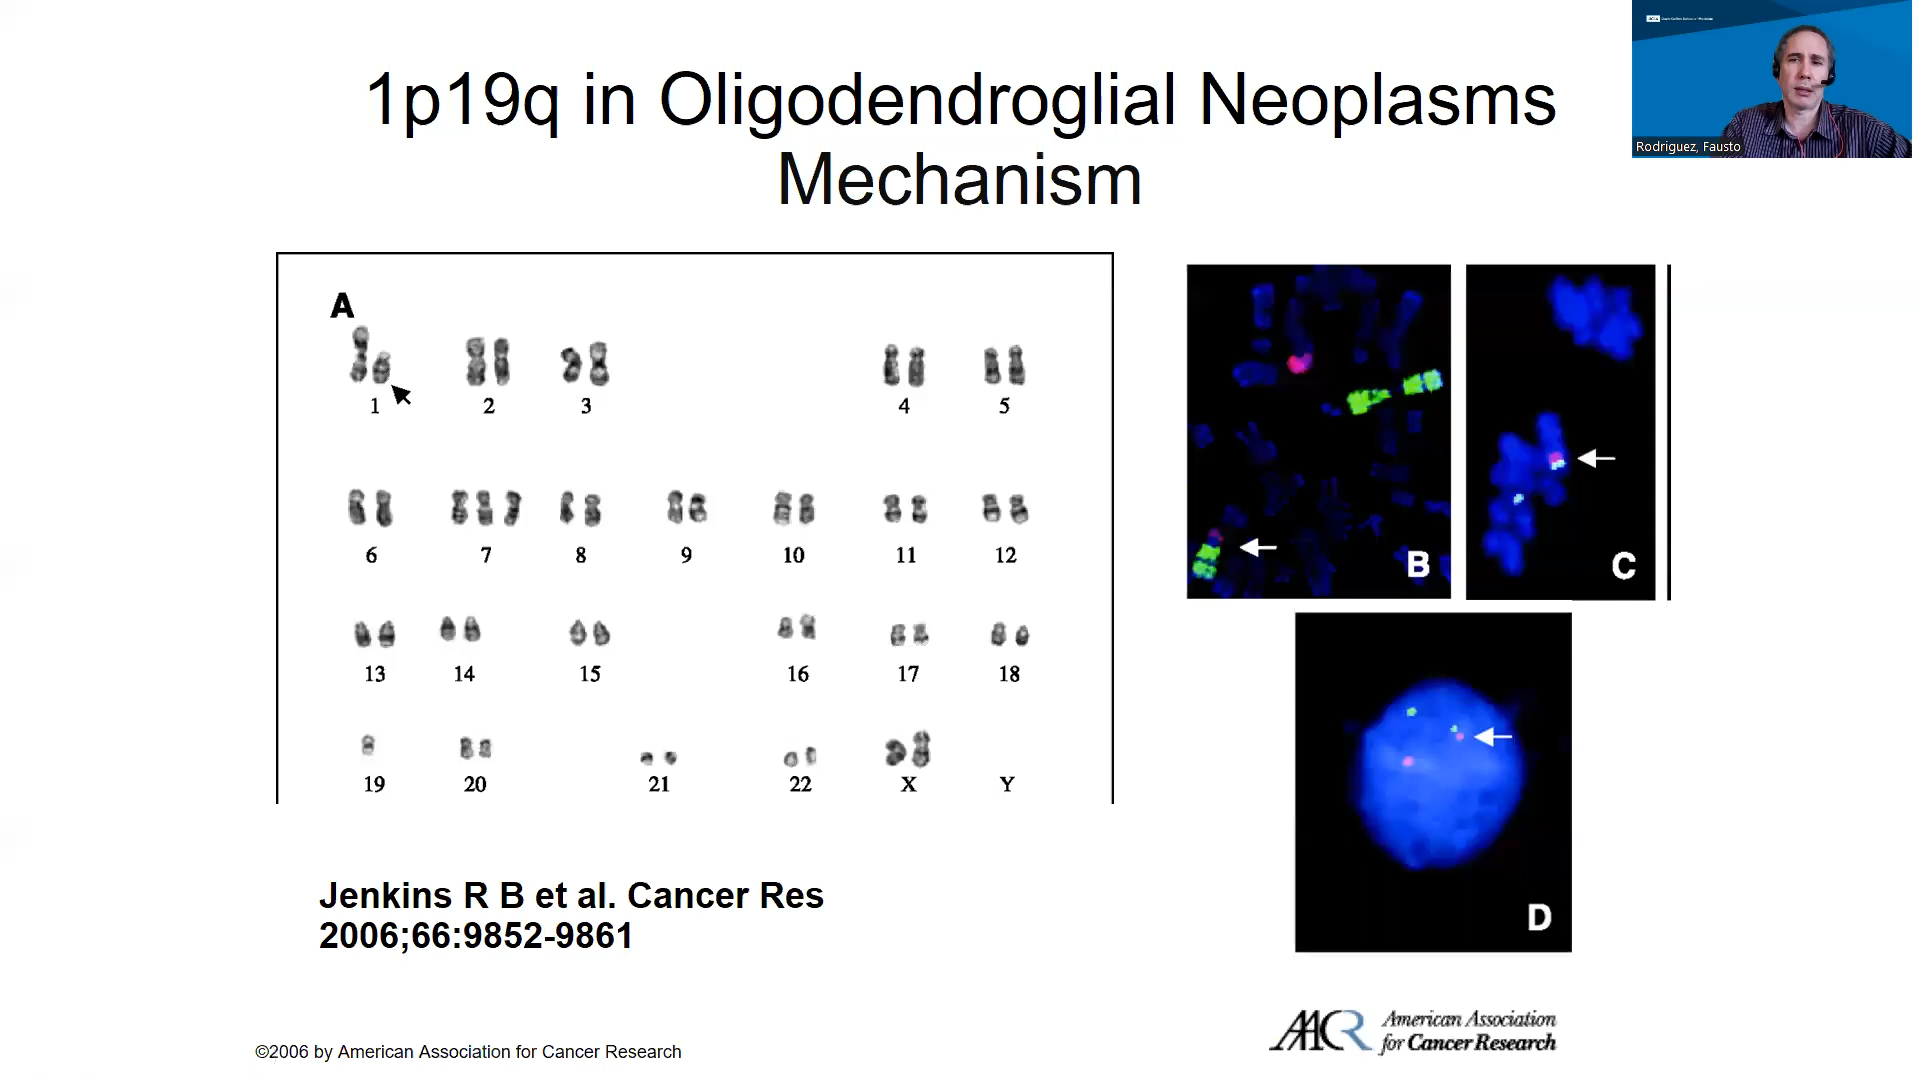 1p19q in Oligodendroglial Neoplasms
Mechanism
Rodriguez, Fausto
A
1 2 3 4 5
6 7 8 9 10 11 12
13 14 15 16 17 18
19 20 21 22 X Y
B
C
D
Jenkins R B et al. Cancer Res
2006;66:9852-9861
©2006 by American Association for Cancer Research
AACR
American Association
for Cancer Research